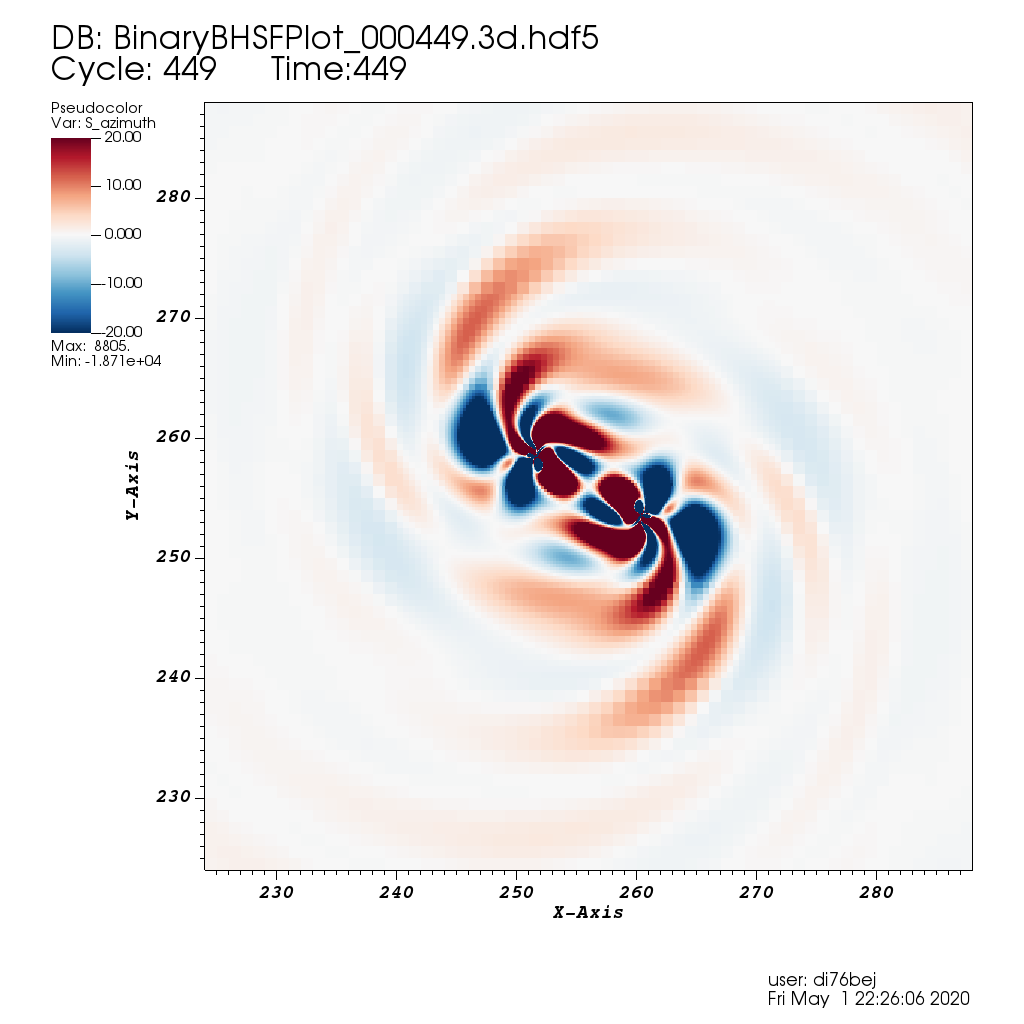 DB: BinaryBHSFPlot_000449.3d.hdf5
Cycle: 449 Time:449
Pseudocolor
Var: S_azimuth
20.00
10.00
0.000
-10.00
-20.00
Max: 8805.
Min: -1.871e+04
280
270
260
250
240
230
Y-Axis
230 240 250 260 270 280
X-Axis
user: di76bej
Fri May 1 22:26:06 2020